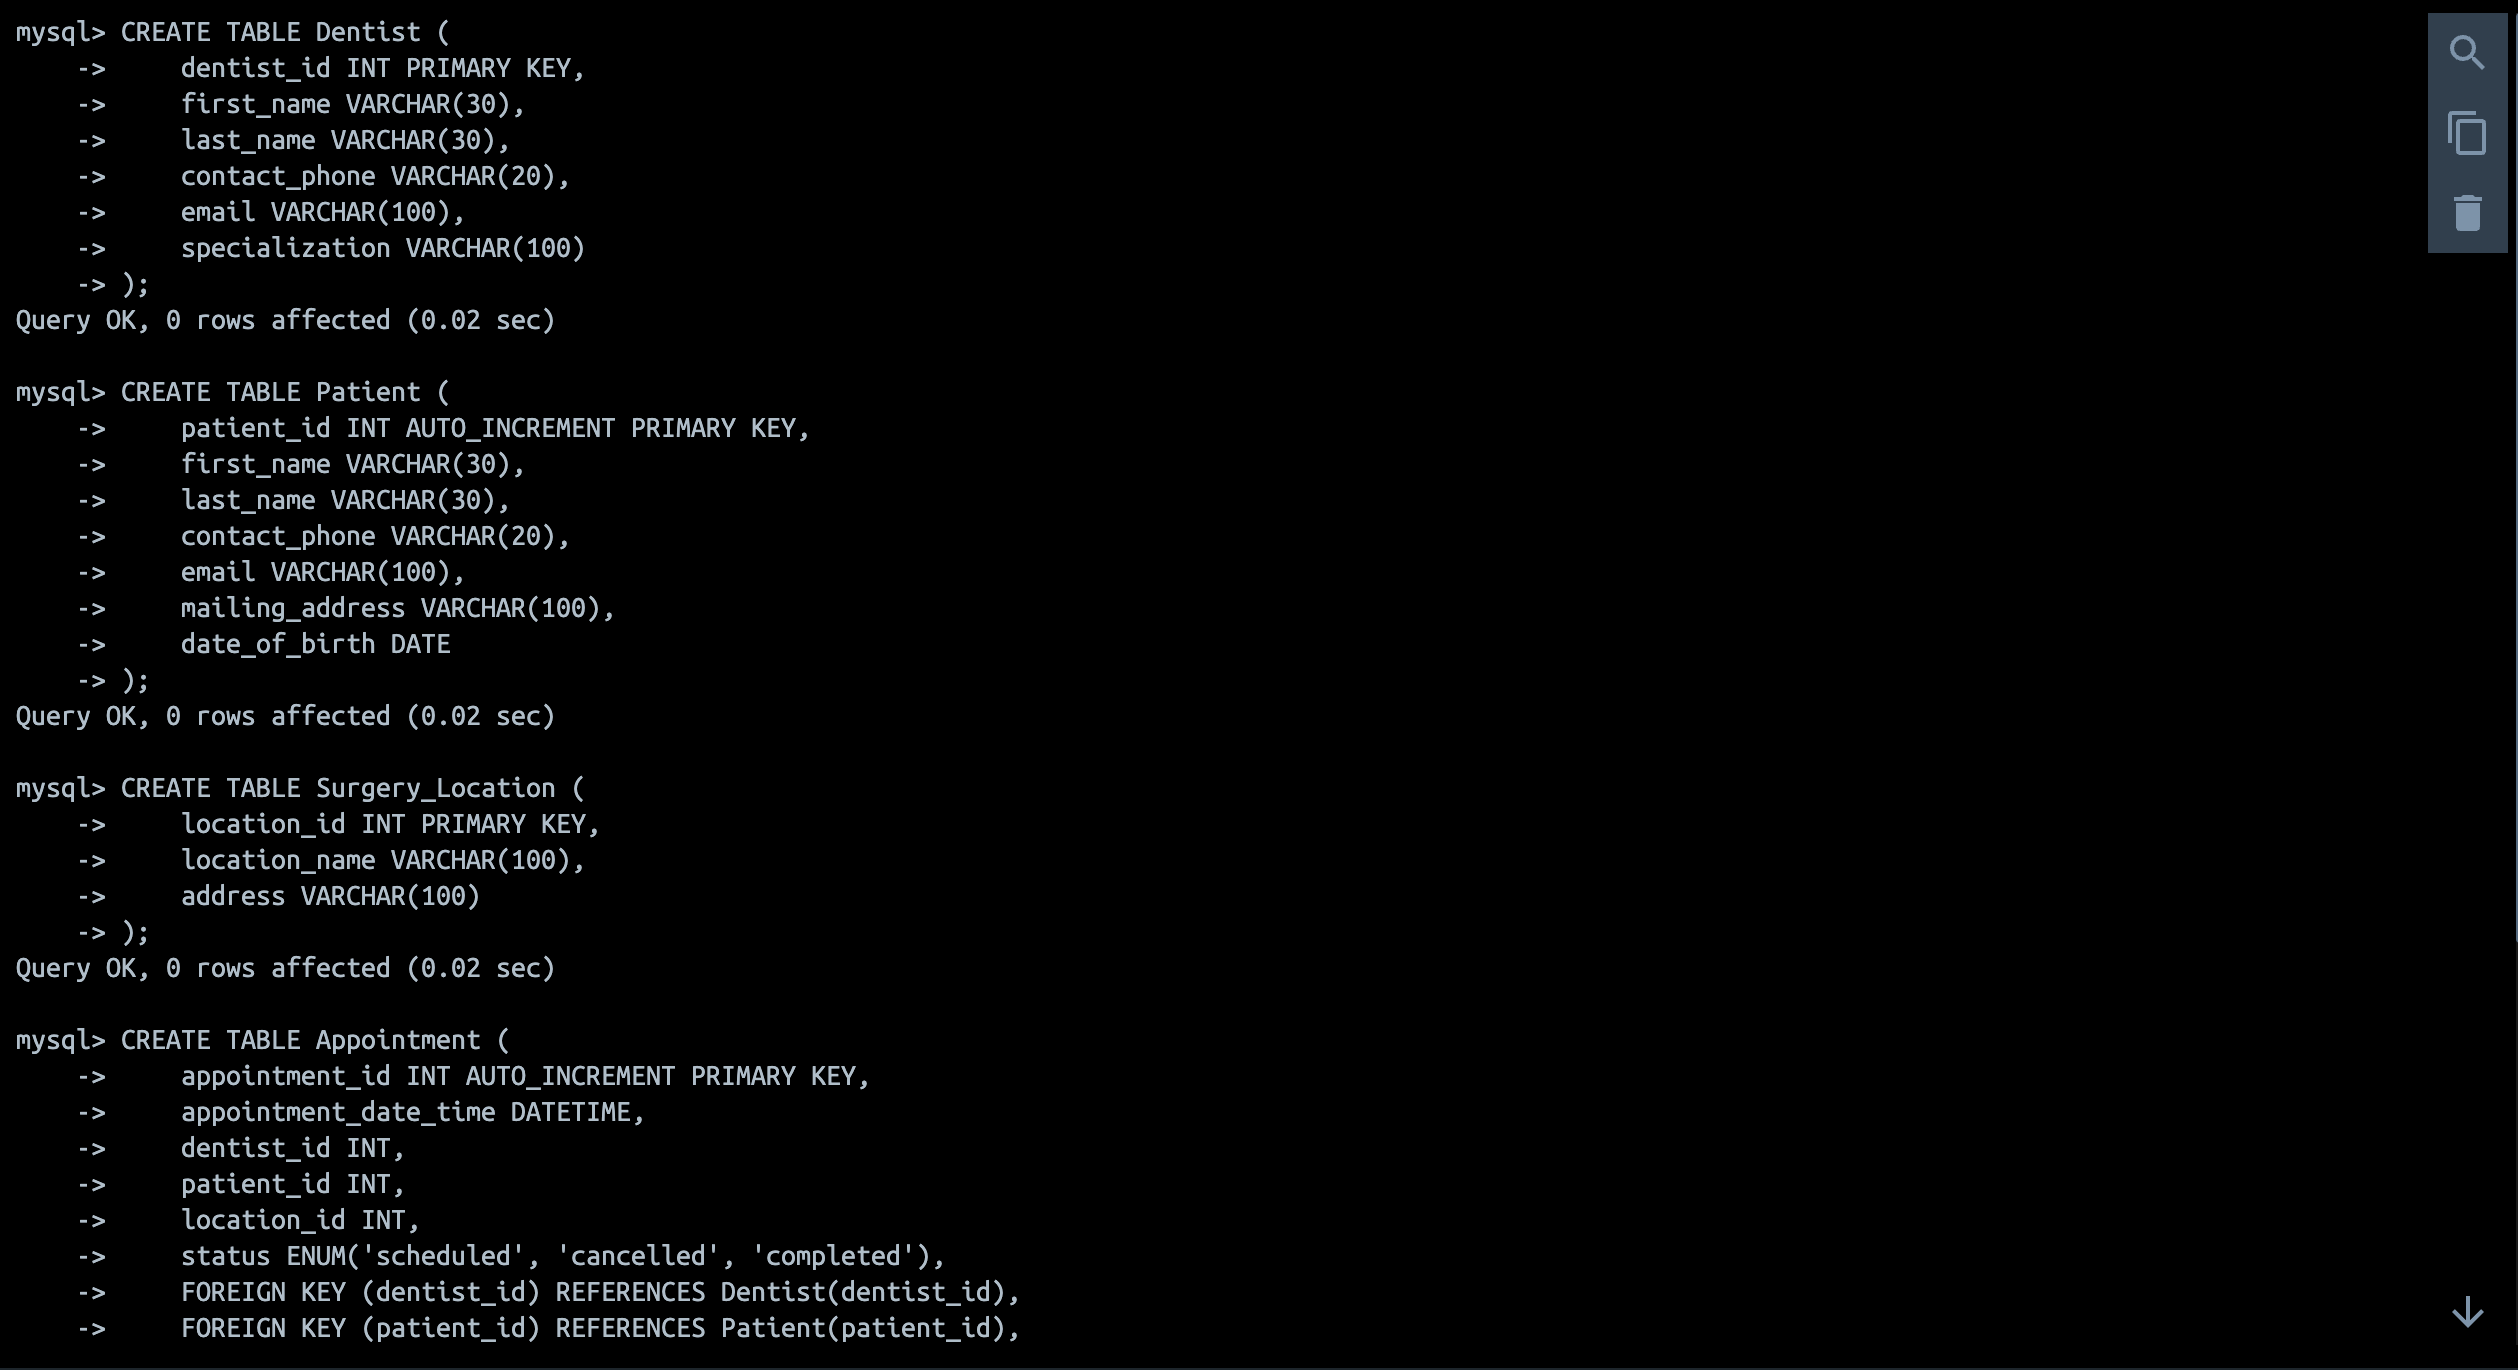 mysql> CREATE TABLE Dentist (
    ->     dentist_id INT PRIMARY KEY,
    ->     first_name VARCHAR(30),
    ->     last_name VARCHAR(30),
    ->     contact_phone VARCHAR(20),
    ->     email VARCHAR(100),
    ->     specialization VARCHAR(100)
    -> );
Query OK, 0 rows affected (0.02 sec)

mysql> CREATE TABLE Patient (
    ->     patient_id INT AUTO_INCREMENT PRIMARY KEY,
    ->     first_name VARCHAR(30),
    ->     last_name VARCHAR(30),
    ->     contact_phone VARCHAR(20),
    ->     email VARCHAR(100),
    ->     mailing_address VARCHAR(100),
    ->     date_of_birth DATE
    -> );
Query OK, 0 rows affected (0.02 sec)

mysql> CREATE TABLE Surgery_Location (
    ->     location_id INT PRIMARY KEY,
    ->     location_name VARCHAR(100),
    ->     address VARCHAR(100)
    -> );
Query OK, 0 rows affected (0.02 sec)

mysql> CREATE TABLE Appointment (
    ->     appointment_id INT AUTO_INCREMENT PRIMARY KEY,
    ->     appointment_date_time DATETIME,
    ->     dentist_id INT,
    ->     patient_id INT,
    ->     location_id INT,
    ->     status ENUM('scheduled', 'cancelled', 'completed'),
    ->     FOREIGN KEY (dentist_id) REFERENCES Dentist(dentist_id),
    ->     FOREIGN KEY (patient_id) REFERENCES Patient(patient_id),